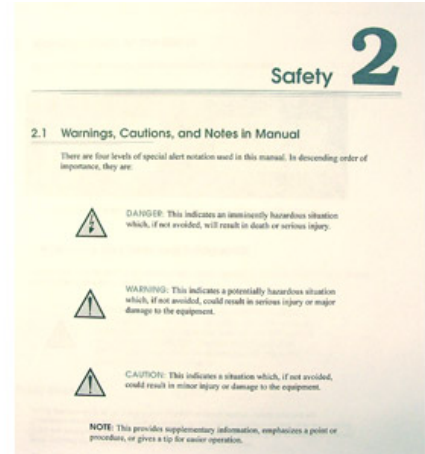 Safety 2
2.1 Warnings, Cautions, and Notes in Manual
There are four levels of special alert notation used in this manual. In descending order of
importance, they are:
DANGER: This indicates an imminently hazardous situation
which, if not avoided, will result in death or serious injury.
WARNING: This indicates a potentially hazardous situation
which, if not avoided, could result in serious injury or major
damage to the equipment.
CAUTION: This indicates a situation which, if not avoided,
could result in minor injury or damage to the equipment.
NOTE: This provides supplementary information, emphasizes a point or
procedure, or gives a tip for easier operation.